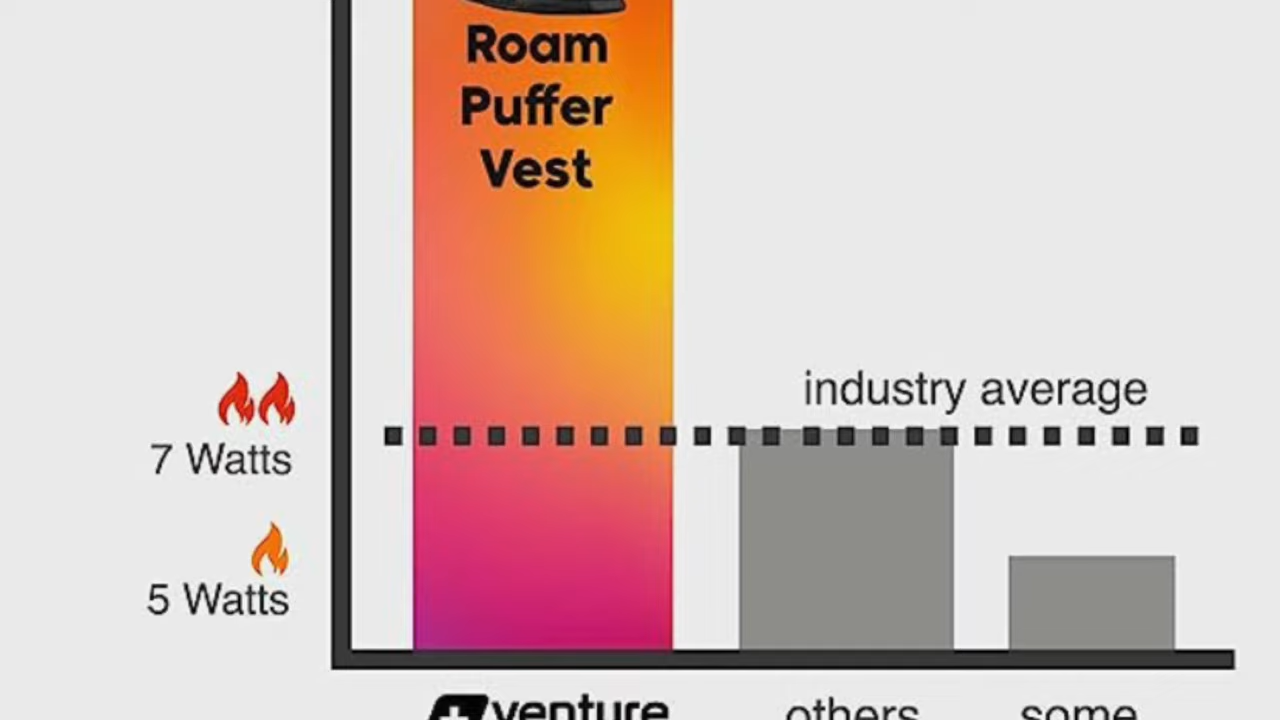 Roam
Puffer
Vest
industry average
7 Watts
5 Watts
venture
others
some